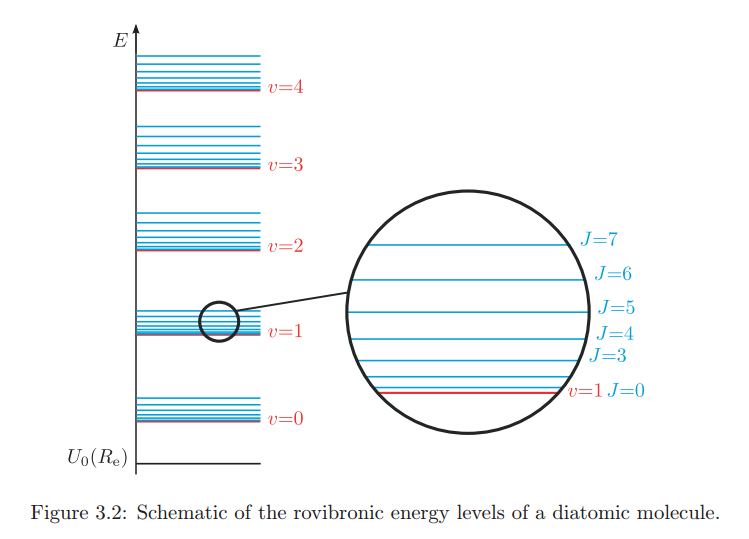 E
v=4
v=3
v=2
v=1
v=0
U₀(Rₑ)
J=7
J=6
J=5
J=4
J=3
v=1 J=0
Figure 3.2: Schematic of the rovibronic energy levels of a diatomic molecule.